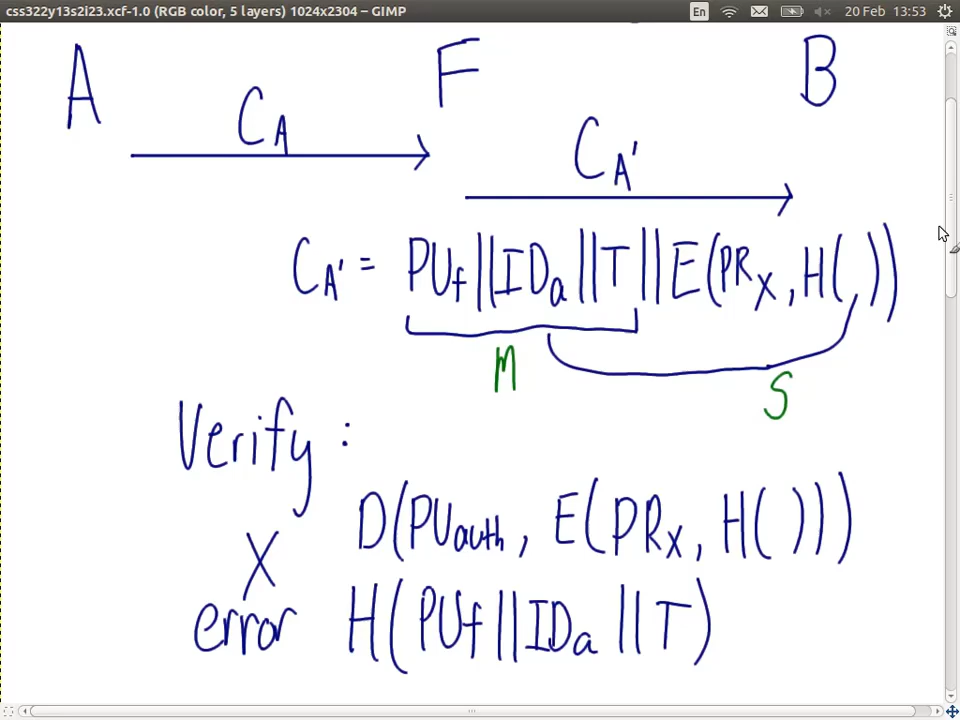 css322y13s2i23.xcf-1.0 (RGB color, 5 layers) 1024x2304 – GIMP En 20 Feb 13:53
A F B
CA
CA'
CA' = PUf||IDa||T||E(PRx,H(,))
M
S
Verify :
D(PUauth, E(PRx, H()))
X
error H(PUf||IDa||T)